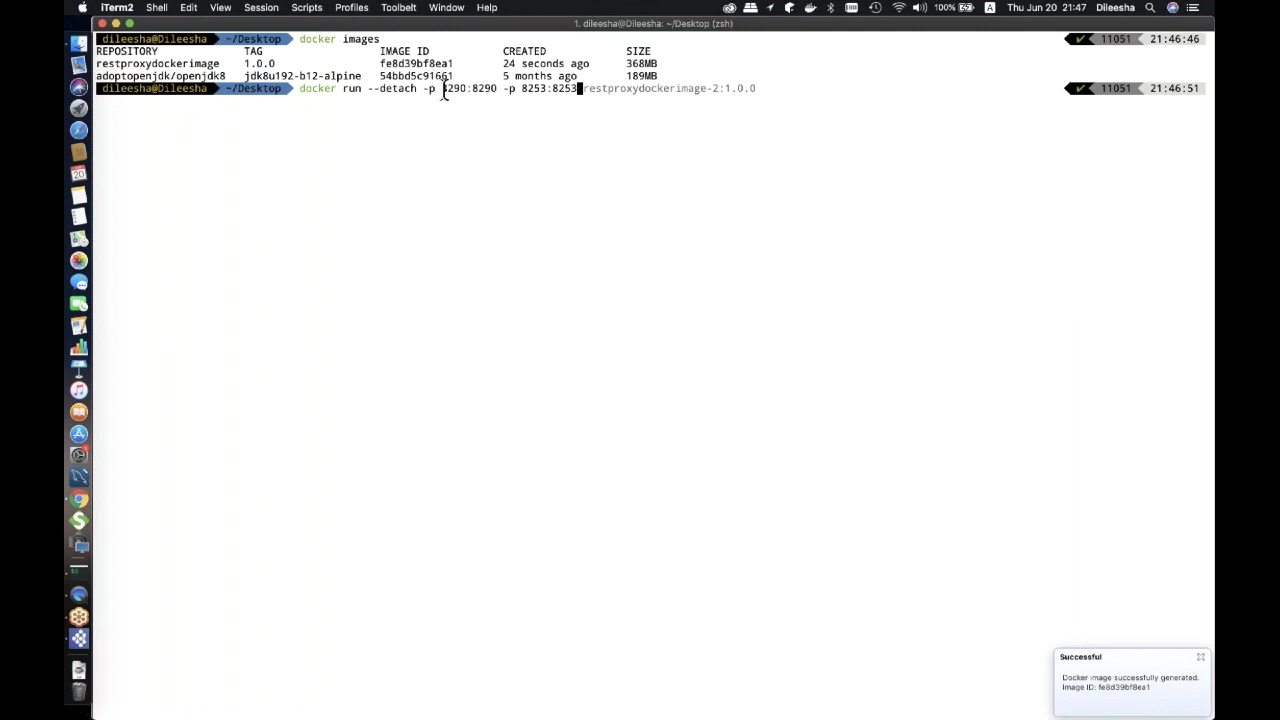 iTerm2 Shell Edit View Session Scripts Profiles Toolbelt Window Help 100% A Thu Jun 20 21:47 Dileesha
1. dileesha@Dileesha: ~/Desktop (zsh)
dileesha@Dileesha ~/Desktop docker images ✔ 11051 21:46:46
REPOSITORY TAG IMAGE ID CREATED SIZE
restproxydockerimage 1.0.0 fe8d39bf8ea1 24 seconds ago 368MB
adoptopenjdk/openjdk8 jdk8u192-b12-alpine 54bbd5c91661 5 months ago 189MB
dileesha@Dileesha ~/Desktop docker run --detach -p 8290:8290 -p 8253:8253 restproxydockerimage-2:1.0.0 ✔ 11051 21:46:51
20
$$
Successful
Docker image successfully generated.
Image ID: fe8d39bf8ea1